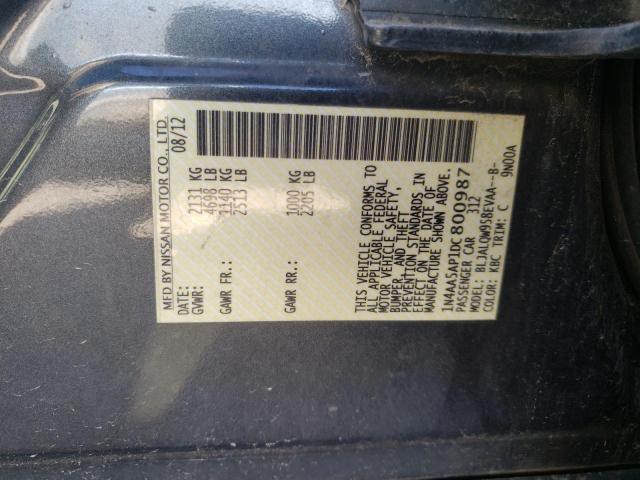 MFD BY NISSAN MOTOR CO., LTD.
DATE: 08/12
GVWR: 2131 KG
4698 LB
GAWR FR.: 1140 KG
2513 LB
GAWR RR.: 1000 KG
2205 LB
THIS VEHICLE CONFORMS TO
ALL APPLICABLE FEDERAL
MOTOR VEHICLE SAFETY,
BUMPER, AND THEFT
PREVENTION STANDARDS IN
EFFECT ON THE DATE OF
MANUFACTURE SHOWN ABOVE.
1N4AA5AP1DC800987
PASSENGER CAR 312
MODEL: BLJALQW958EVAA--B-
COLOR: KBC TRIM: C 9N00A